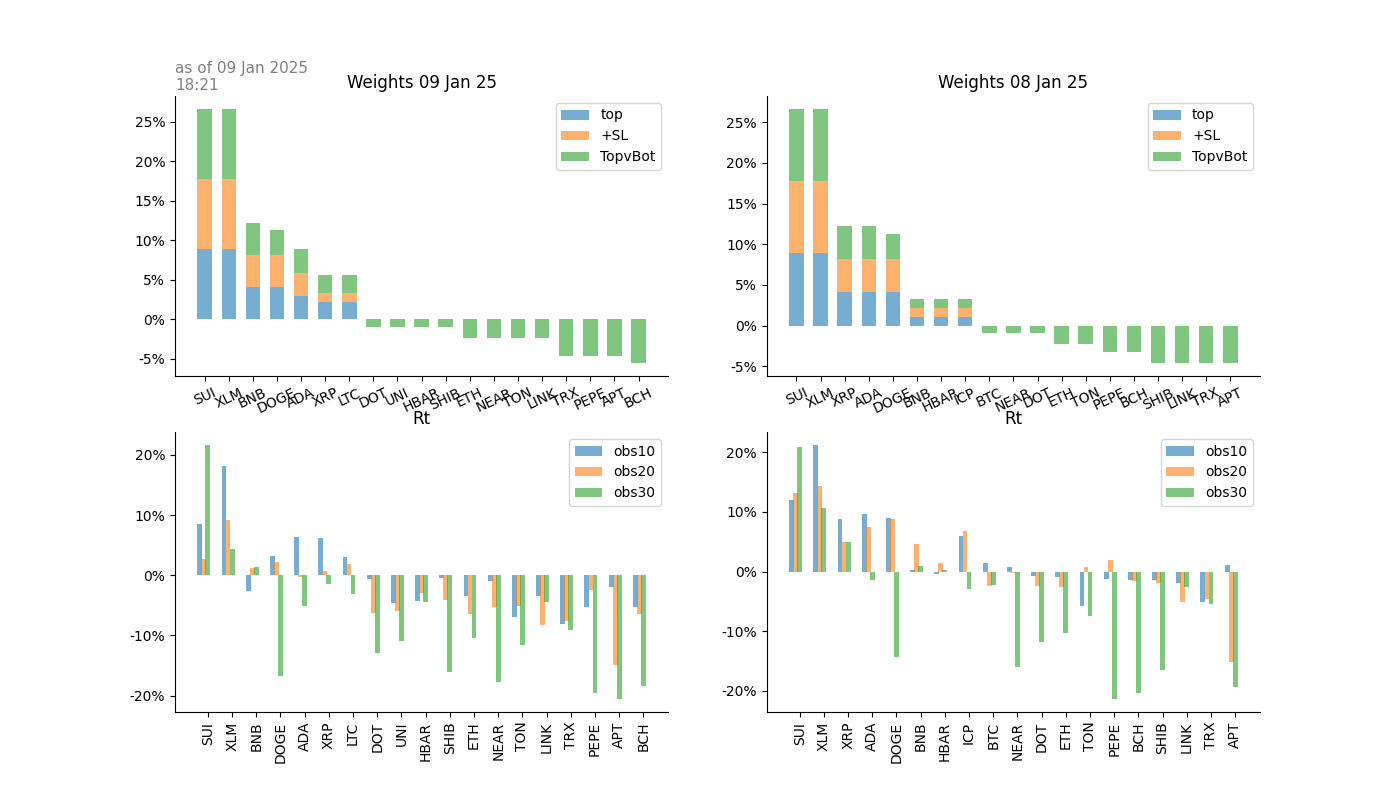 as of 09 Jan 2025
18:21
Weights 09 Jan 25
25%
20%
15%
10%
5%
0%
-5%
top
+SL
TopvBot
SUI XLM BNB DOGE ADA XRP LTC DOT UNI HBAR SHIB ETH NEAR TON LINK TRX PEPE APT BCH
Weights 08 Jan 25
25%
20%
15%
10%
5%
0%
-5%
top
+SL
TopvBot
SUI XLM XRP ADA DOGE BNB HBAR ICP BTC NEAR DOT ETH TON PEPE BCH SHIB LINK TRX APT
Rt
20%
10%
0%
-10%
-20%
obs10
obs20
obs30
SUI XLM BNB DOGE ADA XRP LTC DOT UNI HBAR SHIB ETH NEAR TON LINK TRX PEPE APT BCH
Rt
20%
10%
0%
-10%
-20%
obs10
obs20
obs30
SUI XLM XRP ADA DOGE BNB HBAR ICP BTC NEAR DOT ETH TON PEPE BCH SHIB LINK TRX APT